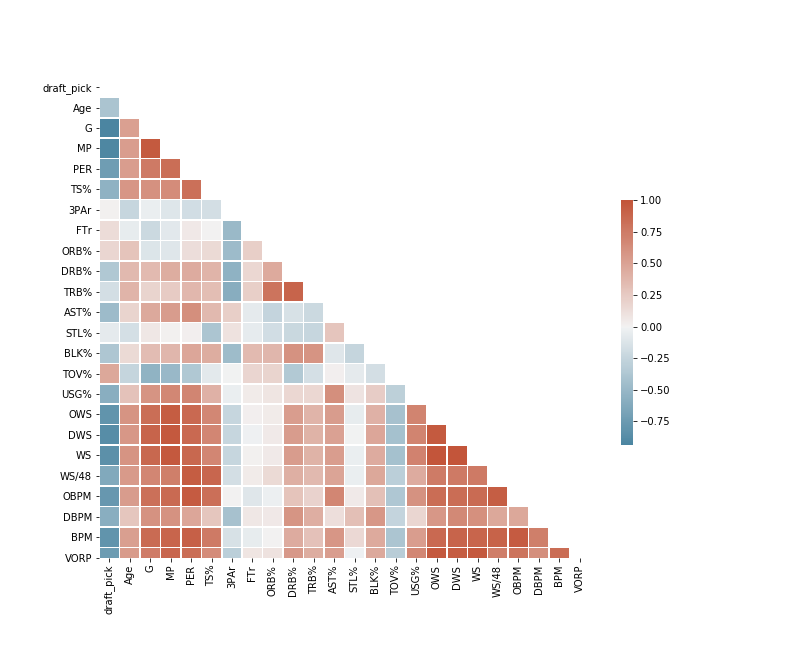 draft_pick
Age
G
MP
PER
TS%
3PAr
FTr
ORB%
DRB%
TRB%
AST%
STL%
BLK%
TOV%
USG%
OWS
DWS
WS
WS/48
OBPM
DBPM
BPM
VORP
draft_pick
Age
G
MP
PER
TS%
3PAr
FTr
ORB%
DRB%
TRB%
AST%
STL%
BLK%
TOV%
USG%
OWS
DWS
WS
WS/48
OBPM
DBPM
BPM
VORP
1.00
0.75
0.50
0.25
0.00
−0.25
−0.50
−0.75